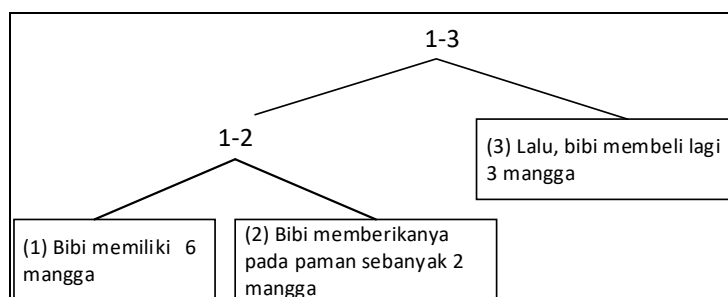 1-3
1-2
(3) Lalu, bibi membeli lagi
3 mangga
(1) Bibi memiliki 6
mangga
(2) Bibi memberikanya
pada paman sebanyak 2
mangga